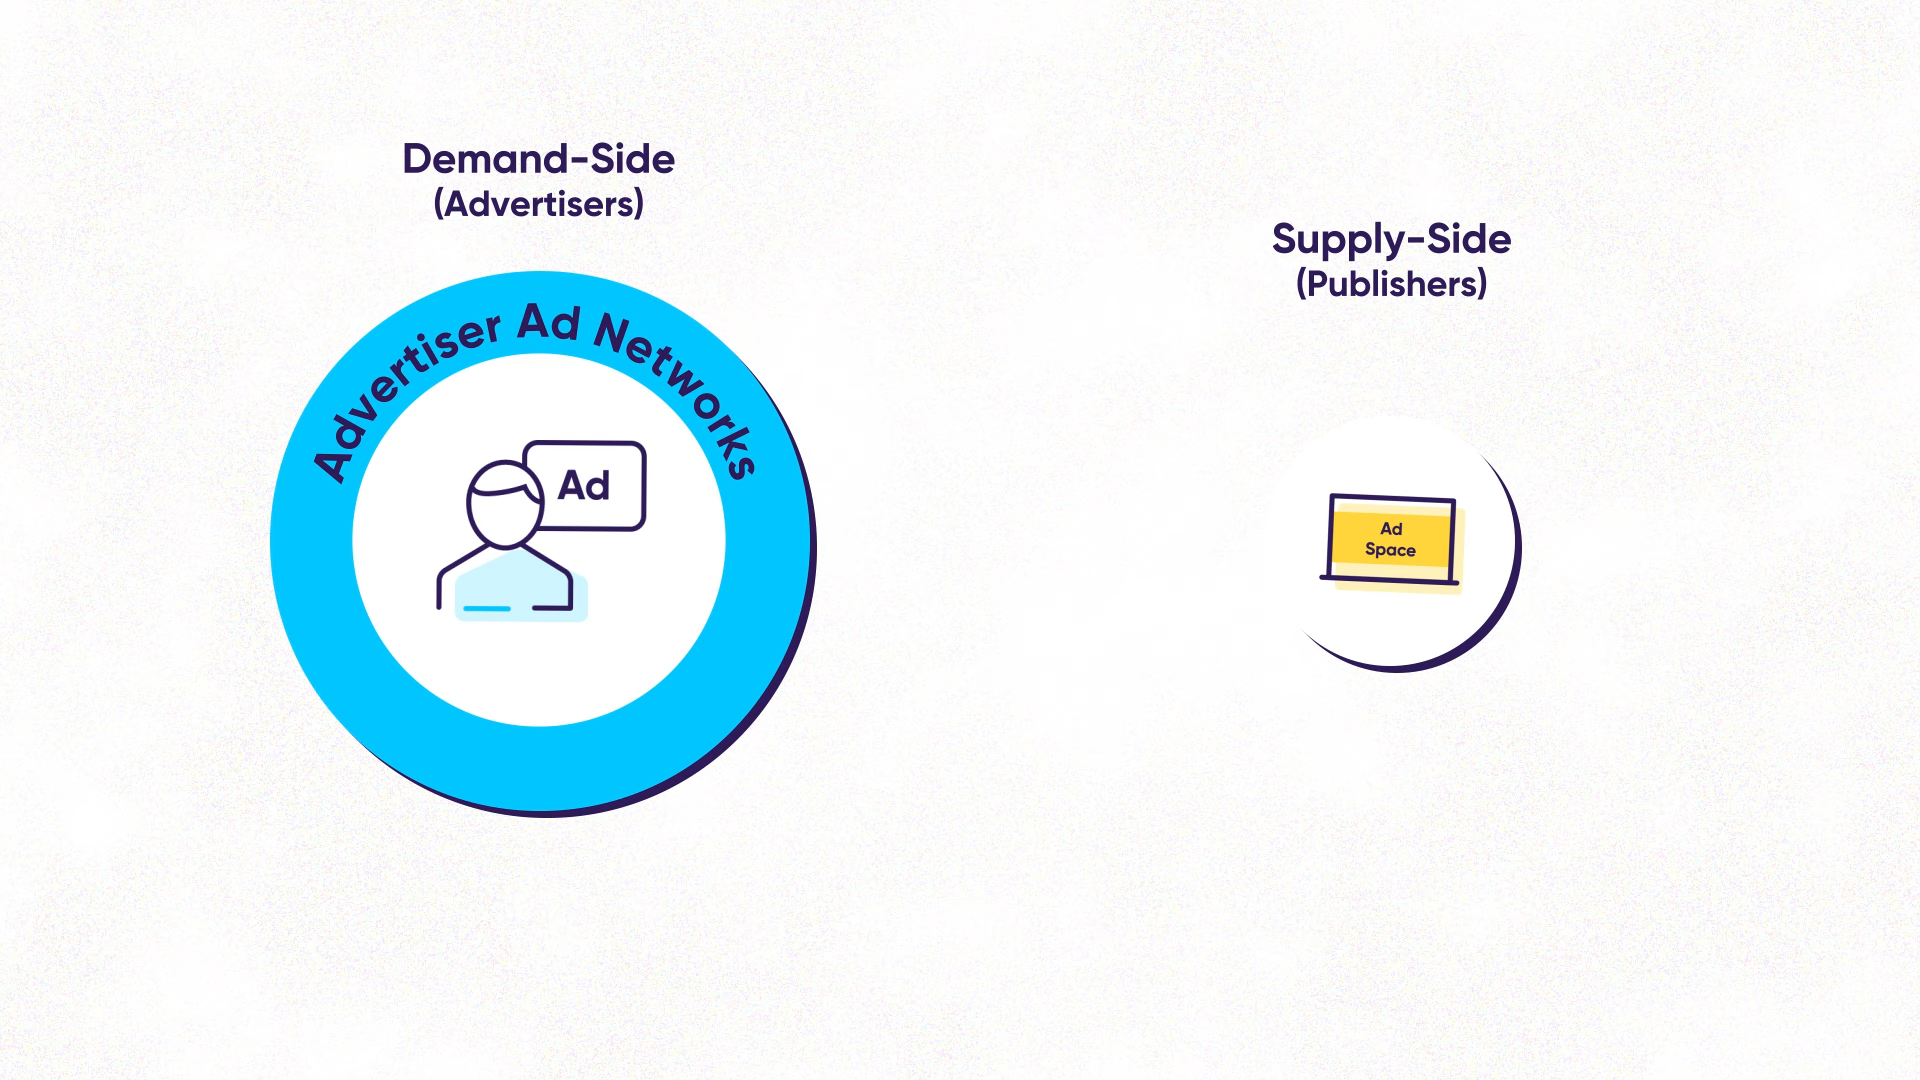 Demand-Side
(Advertisers)
Advertiser Ad Networks
Ad
Supply-Side
(Publishers)
Ad
Space